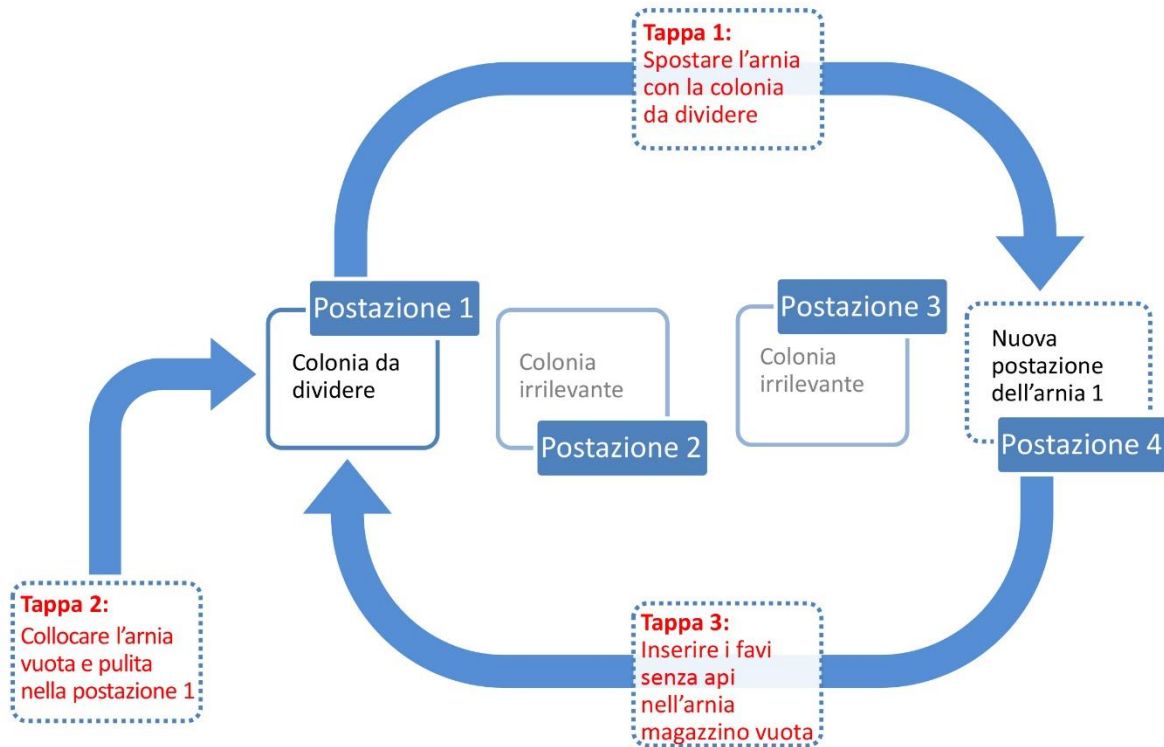 Tappa 1:
Spostare l’arnia
con la colonia
da dividere
Postazione 1
Colonia da
dividere
Colonia
irrilevante
Postazione 2
Postazione 3
Colonia
irrilevante
Nuova
postazione
dell’arnia 1
Postazione 4
Tappa 2:
Collocare l’arnia
vuota e pulita
nella postazione 1
Tappa 3:
Inserire i favi
senza api
nell’arnia
magazzino vuota